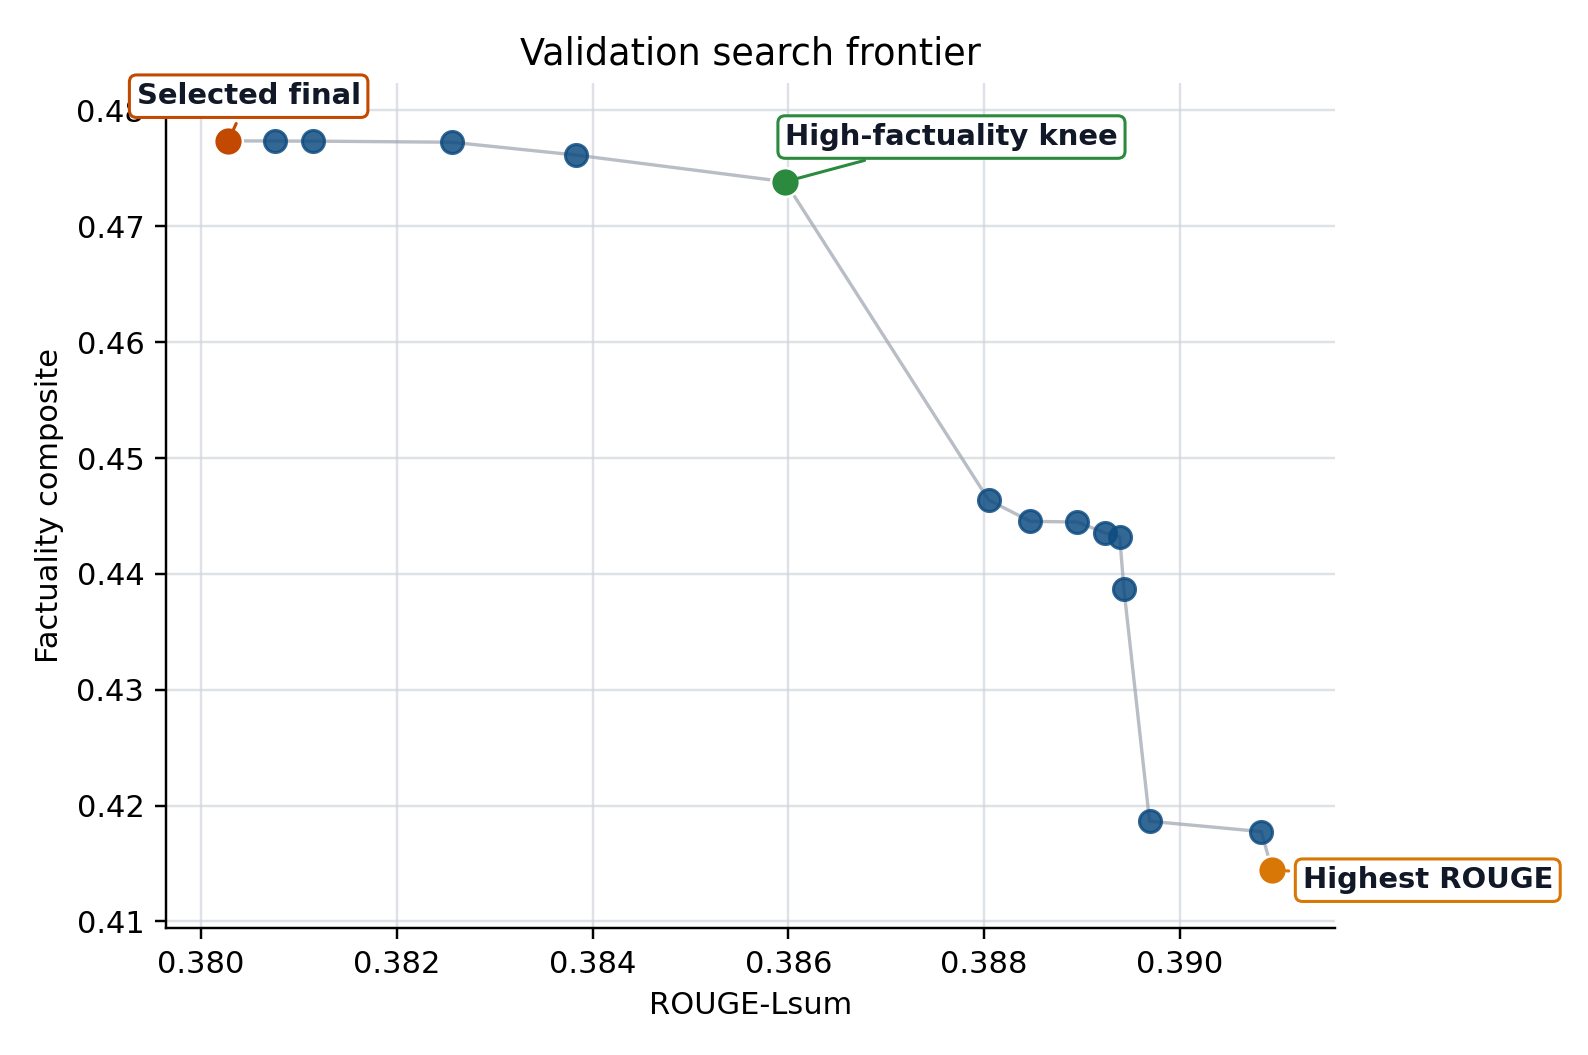 Validation search frontier
Selected final
High-factuality knee
Highest ROUGE
Factuality composite
0.48
0.47
0.46
0.45
0.44
0.43
0.42
0.41
0.380 0.382 0.384 0.386 0.388 0.390
ROUGE-Lsum